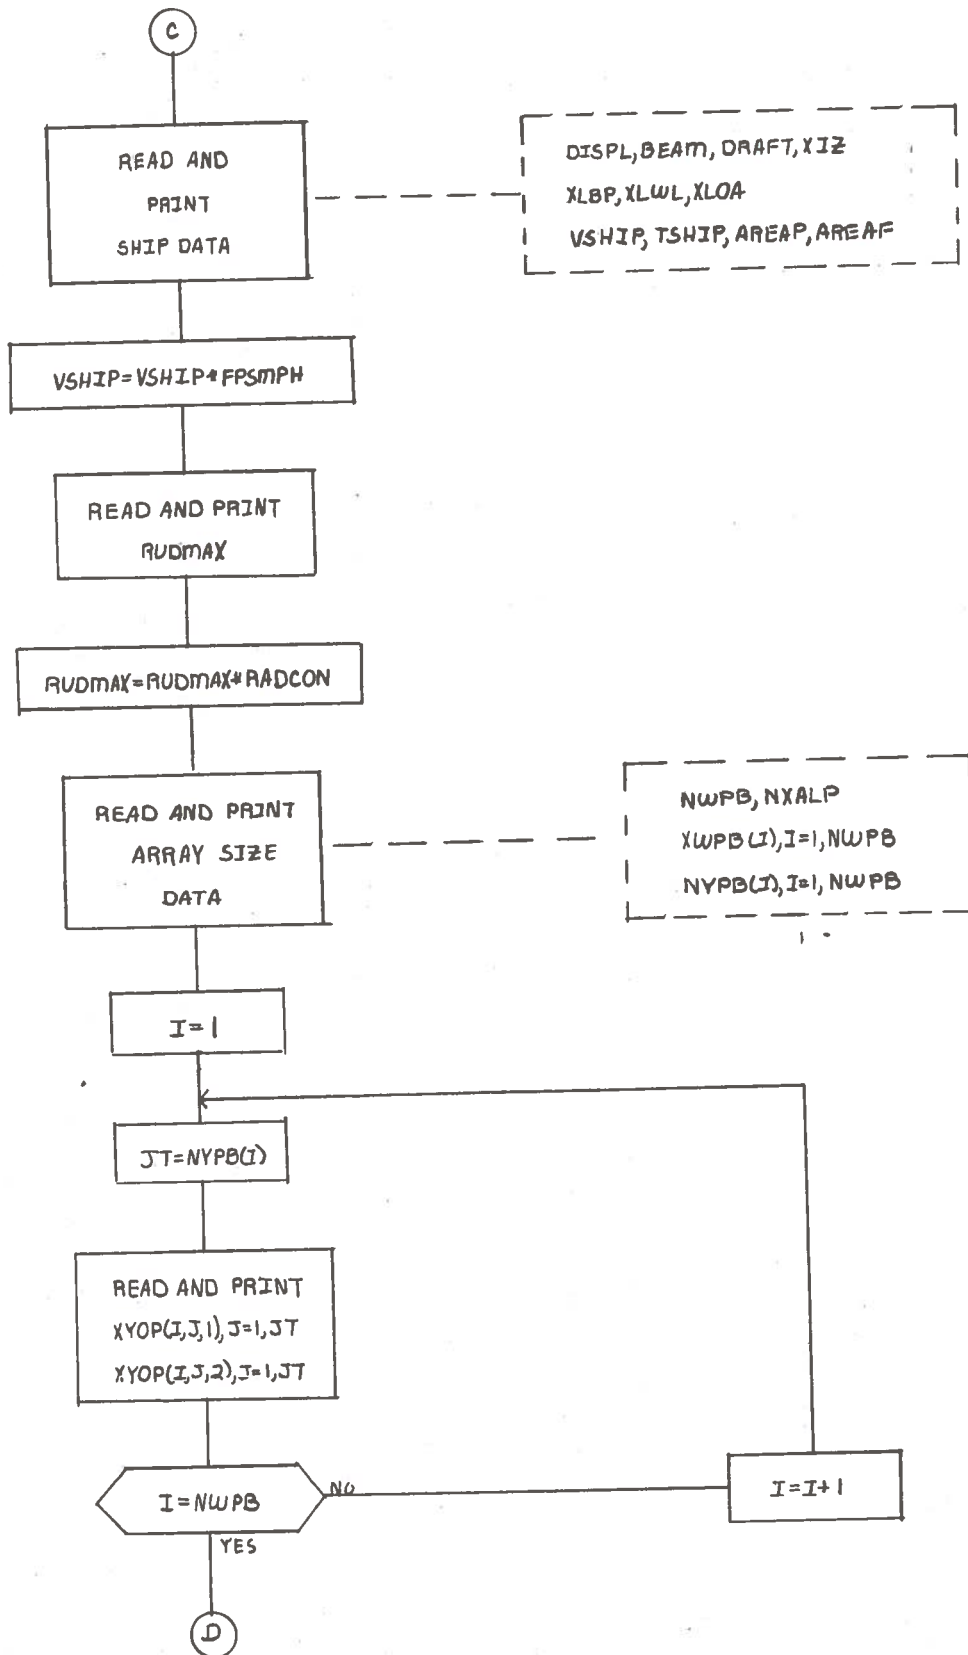 C
READ AND
PRINT
SHIP DATA
DISPL, BEAM, DRAFT, XIZ
XLBP, XLWL, XLOA
VSHIP, TSHIP, AREAP, AREAF
VSHIP=VSHIP*FPSMPH
READ AND PRINT
RUDMAX
RUDMAX=RUDMAX*RADCON
READ AND PRINT
ARRAY SIZE
DATA
NWPB, NXALP
XWPB(I), I=1, NWPB
NYPB(I), I=1, NWPB
I=1
JT=NYPB(I)
READ AND PRINT
XYOP(I,J,1), J=1, JT
XYOP(I,J,2), J=1, JT
I=NWPB
NO
I=I+1
YES
D